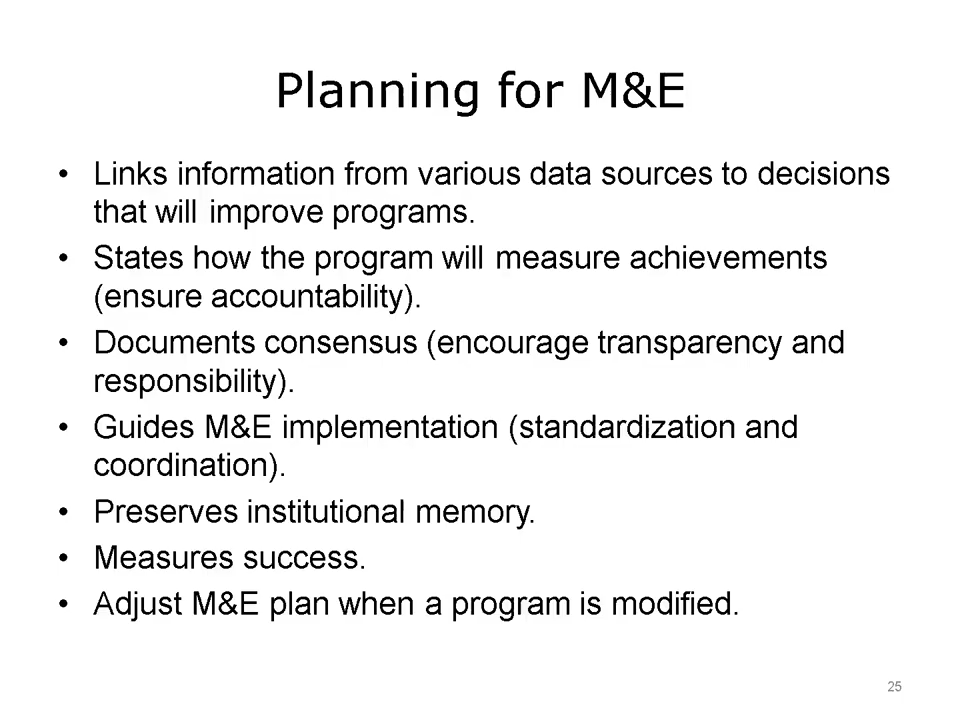 Planning for M&E
• Links information from various data sources to decisions
that will improve programs.
• States how the program will measure achievements
(ensure accountability).
• Documents consensus (encourage transparency and
responsibility).
• Guides M&E implementation (standardization and
coordination).
• Preserves institutional memory.
• Measures success.
• Adjust M&E plan when a program is modified.
25